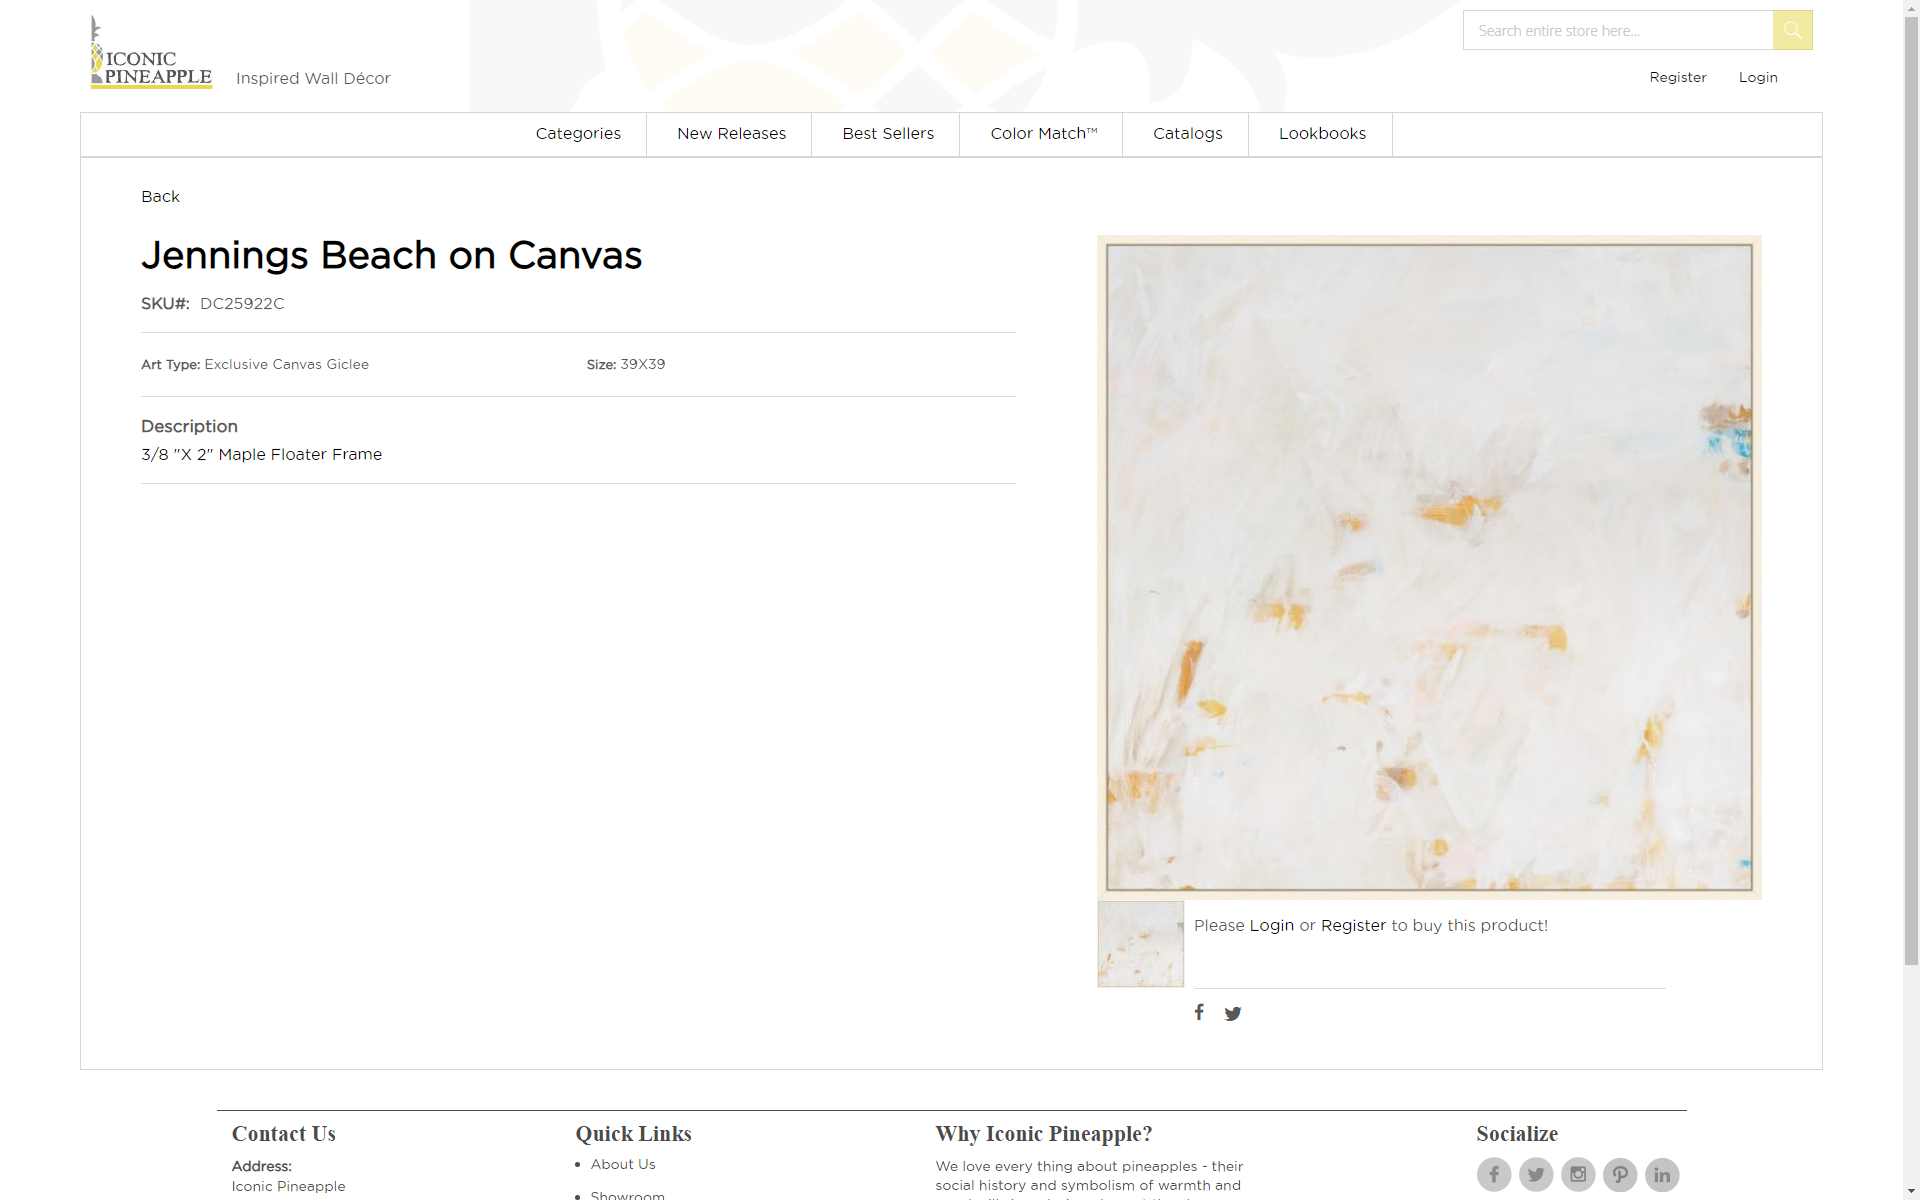 ICONIC
PINEAPPLE
Inspired Wall Décor
Search entire store here...
Register
Login
Categories
New Releases
Best Sellers
Color Match™
Catalogs
Lookbooks
Back
Jennings Beach on Canvas
SKU#: DC25922C
Art Type: Exclusive Canvas Giclee
Size: 39X39
Description
3/8 "X 2" Maple Floater Frame
Please Login or Register to buy this product!
Contact Us
Address:
Iconic Pineapple
Quick Links
About Us
Showroom
Why Iconic Pineapple?
We love every thing about pineapples - their
social history and symbolism of warmth and
Socialize